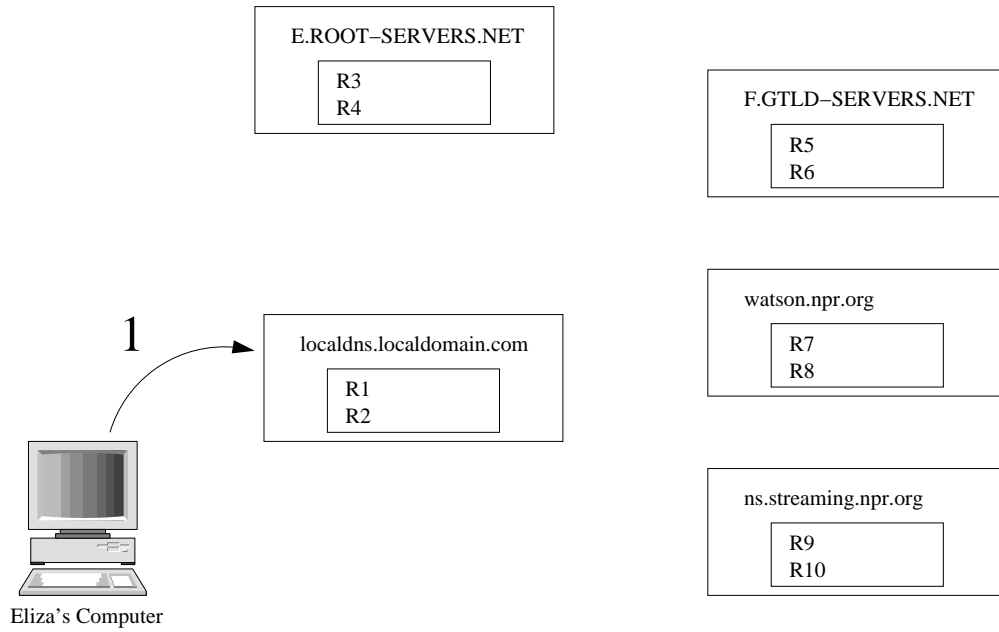 E.ROOT–SERVERS.NET
R3
R4
F.GTLD–SERVERS.NET
R5
R6
watson.npr.org
R7
R8
1
localdns.localdomain.com
R1
R2
ns.streaming.npr.org
R9
R10
Eliza's Computer